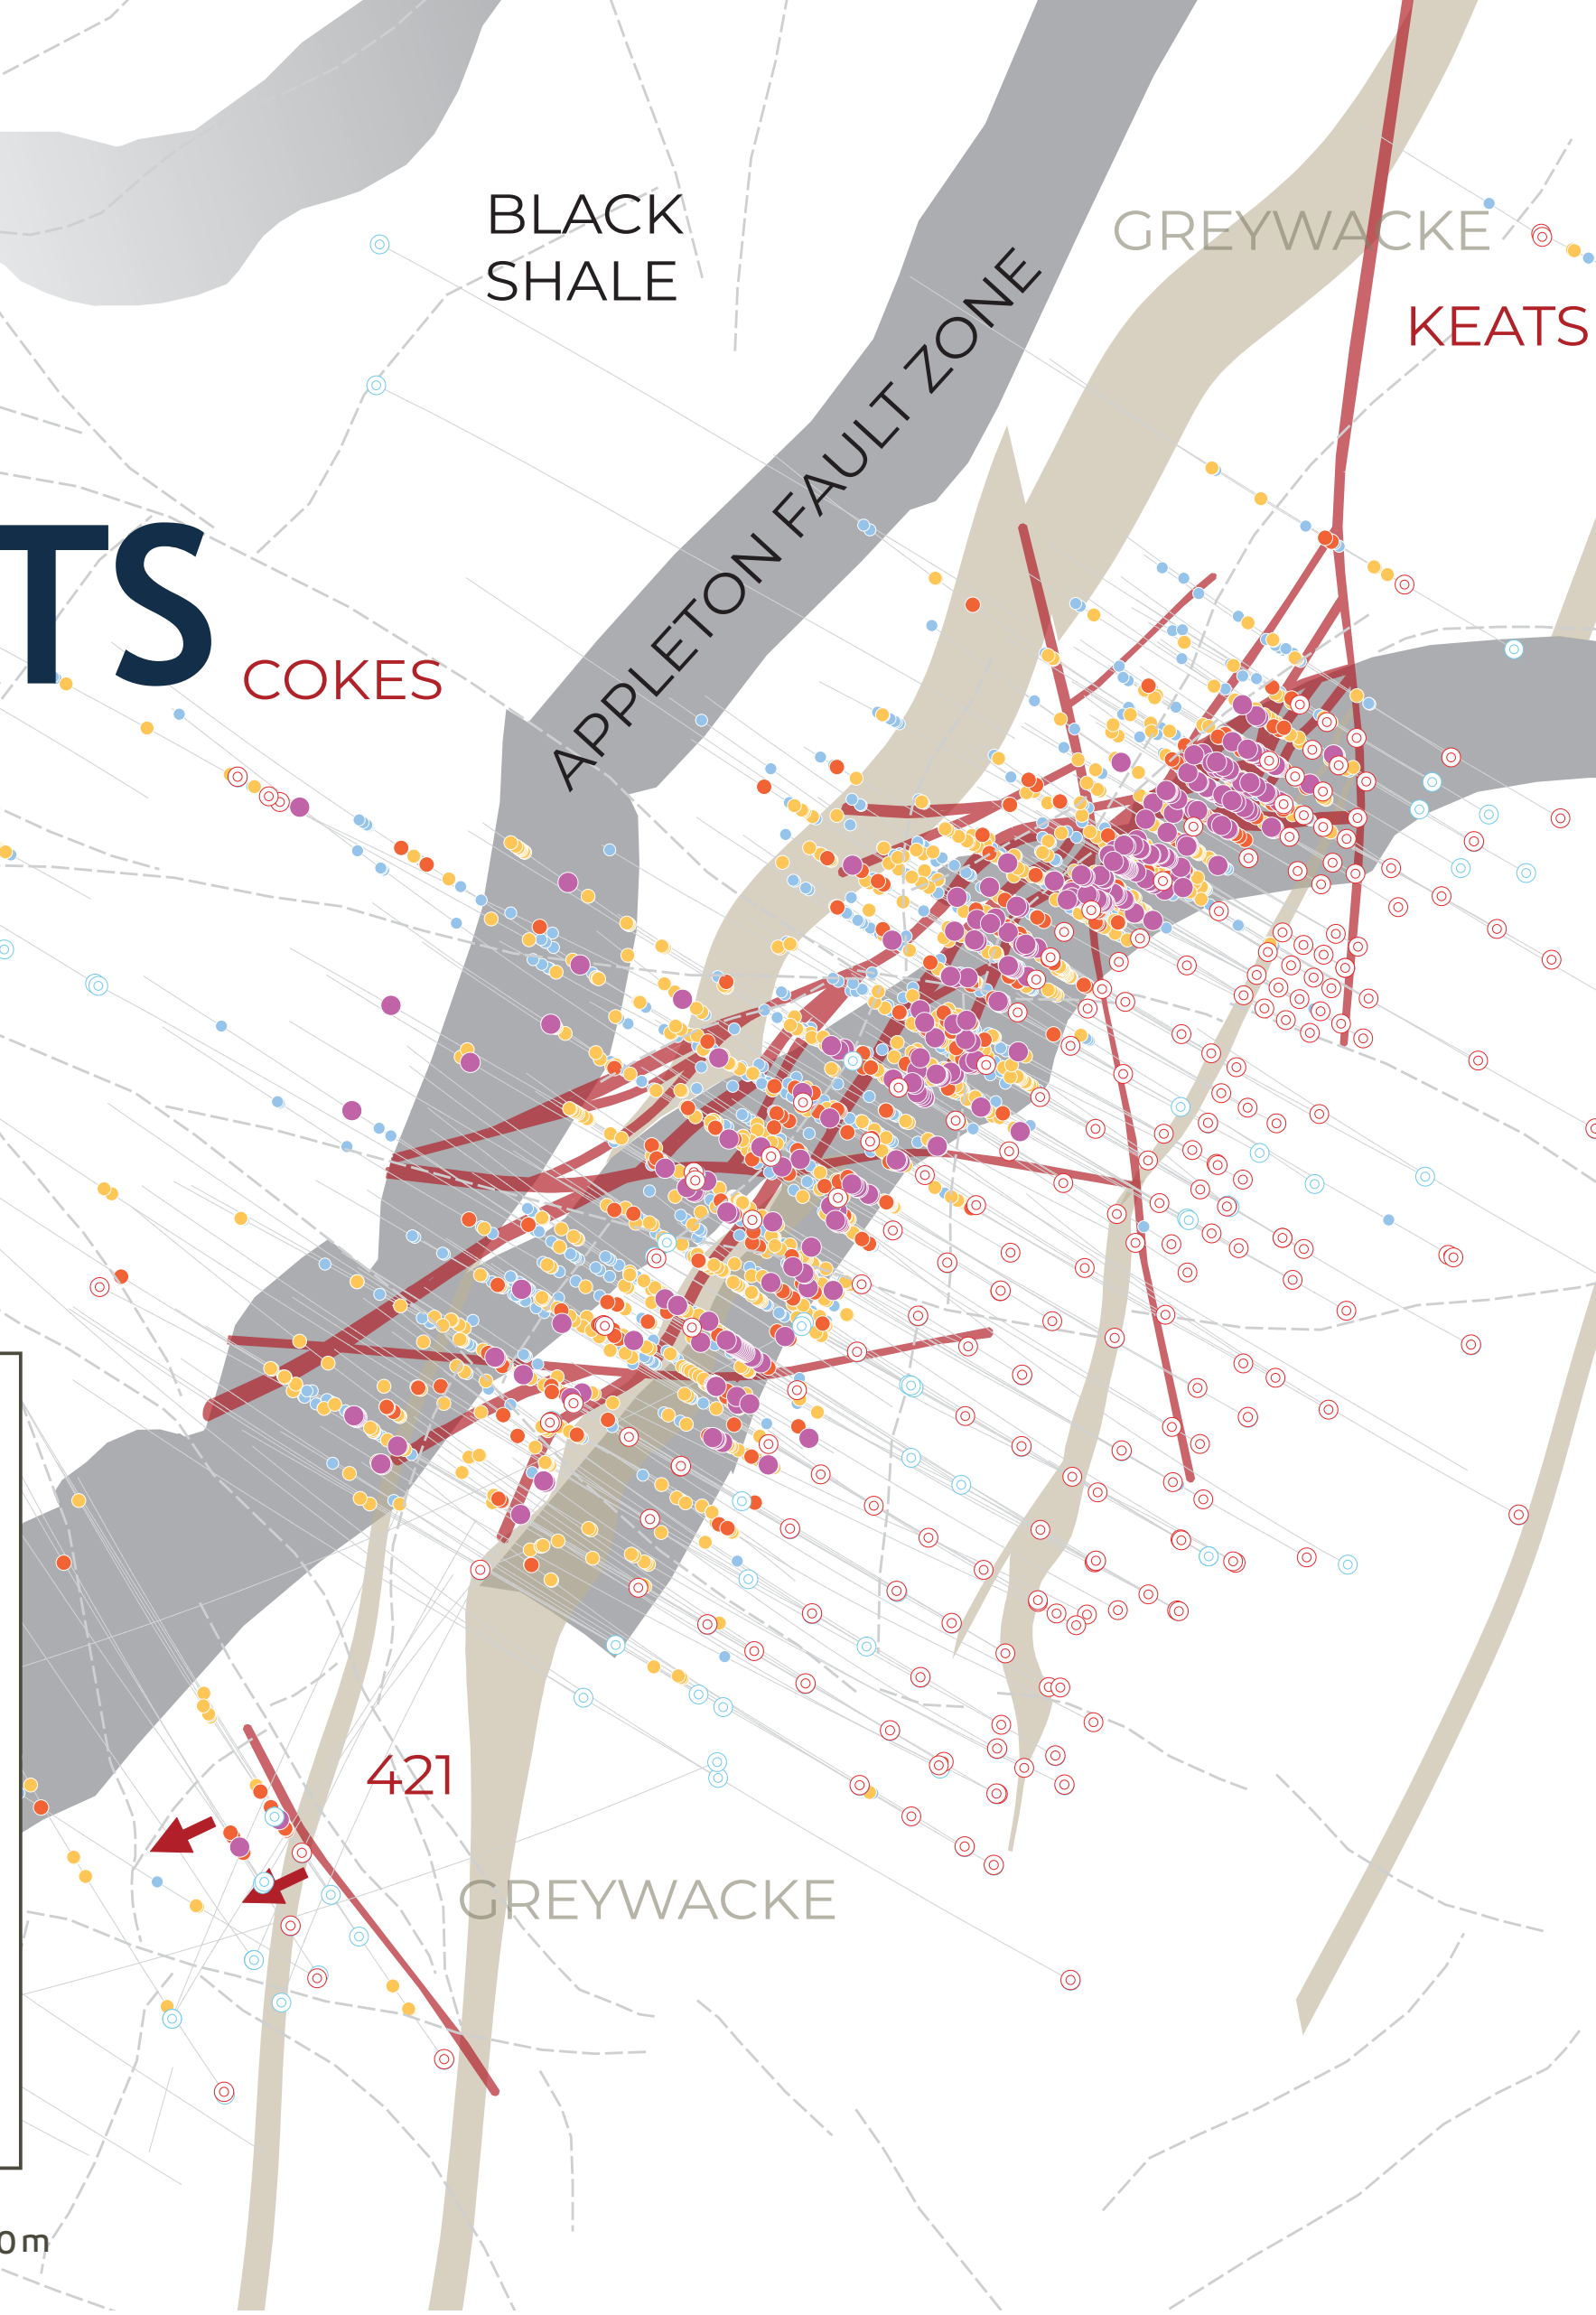 BLACK
SHALE
GREYWACKE
KEATS
APPLETON FAULT ZONE
TS
COKES
421
GREYWACKE
0 m